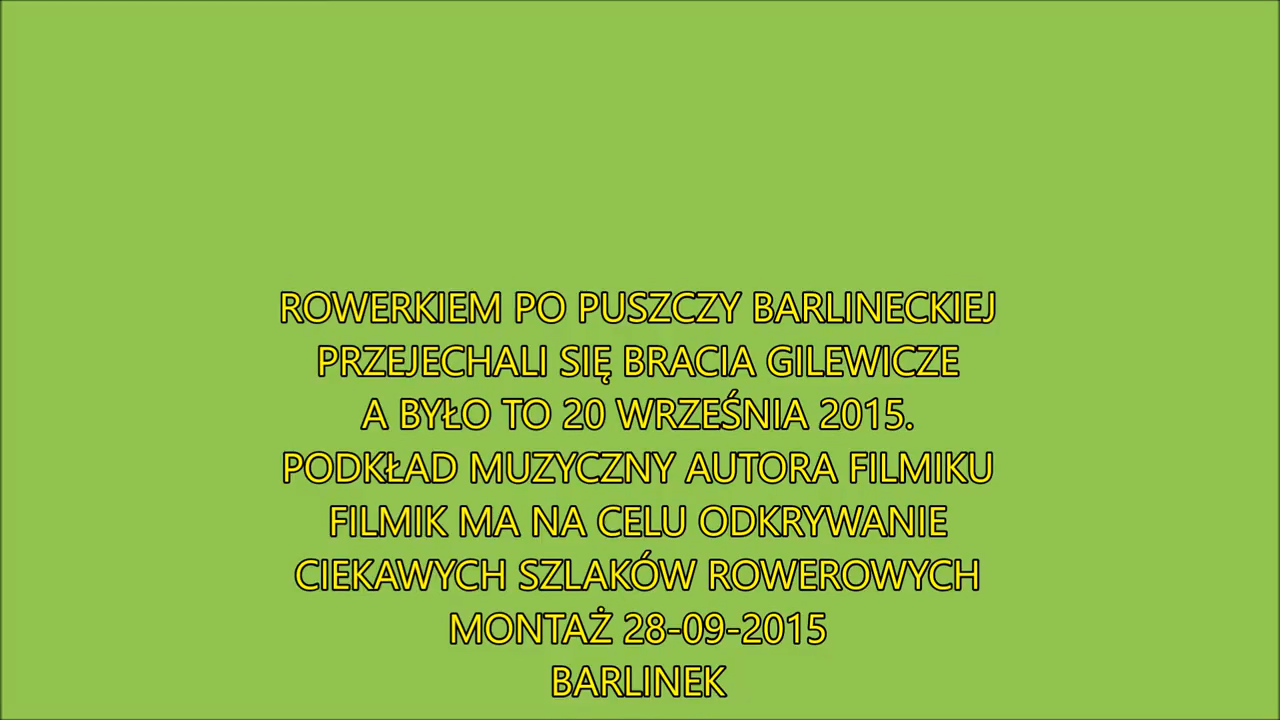 ROWERKIEM PO PUSZCZY BARLINECKIEJ
PRZEJECHALI SIĘ BRACIA GILEWICZE
A BYŁO TO 20 WRZEŚNIA 2015.
PODKŁAD MUZYCZNY AUTORA FILMIKU
FILMIK MA NA CELU ODKRYWANIE
CIEKAWYCH SZLAKÓW ROWEROWYCH
MONTAŻ 28-09-2015
BARLINEK